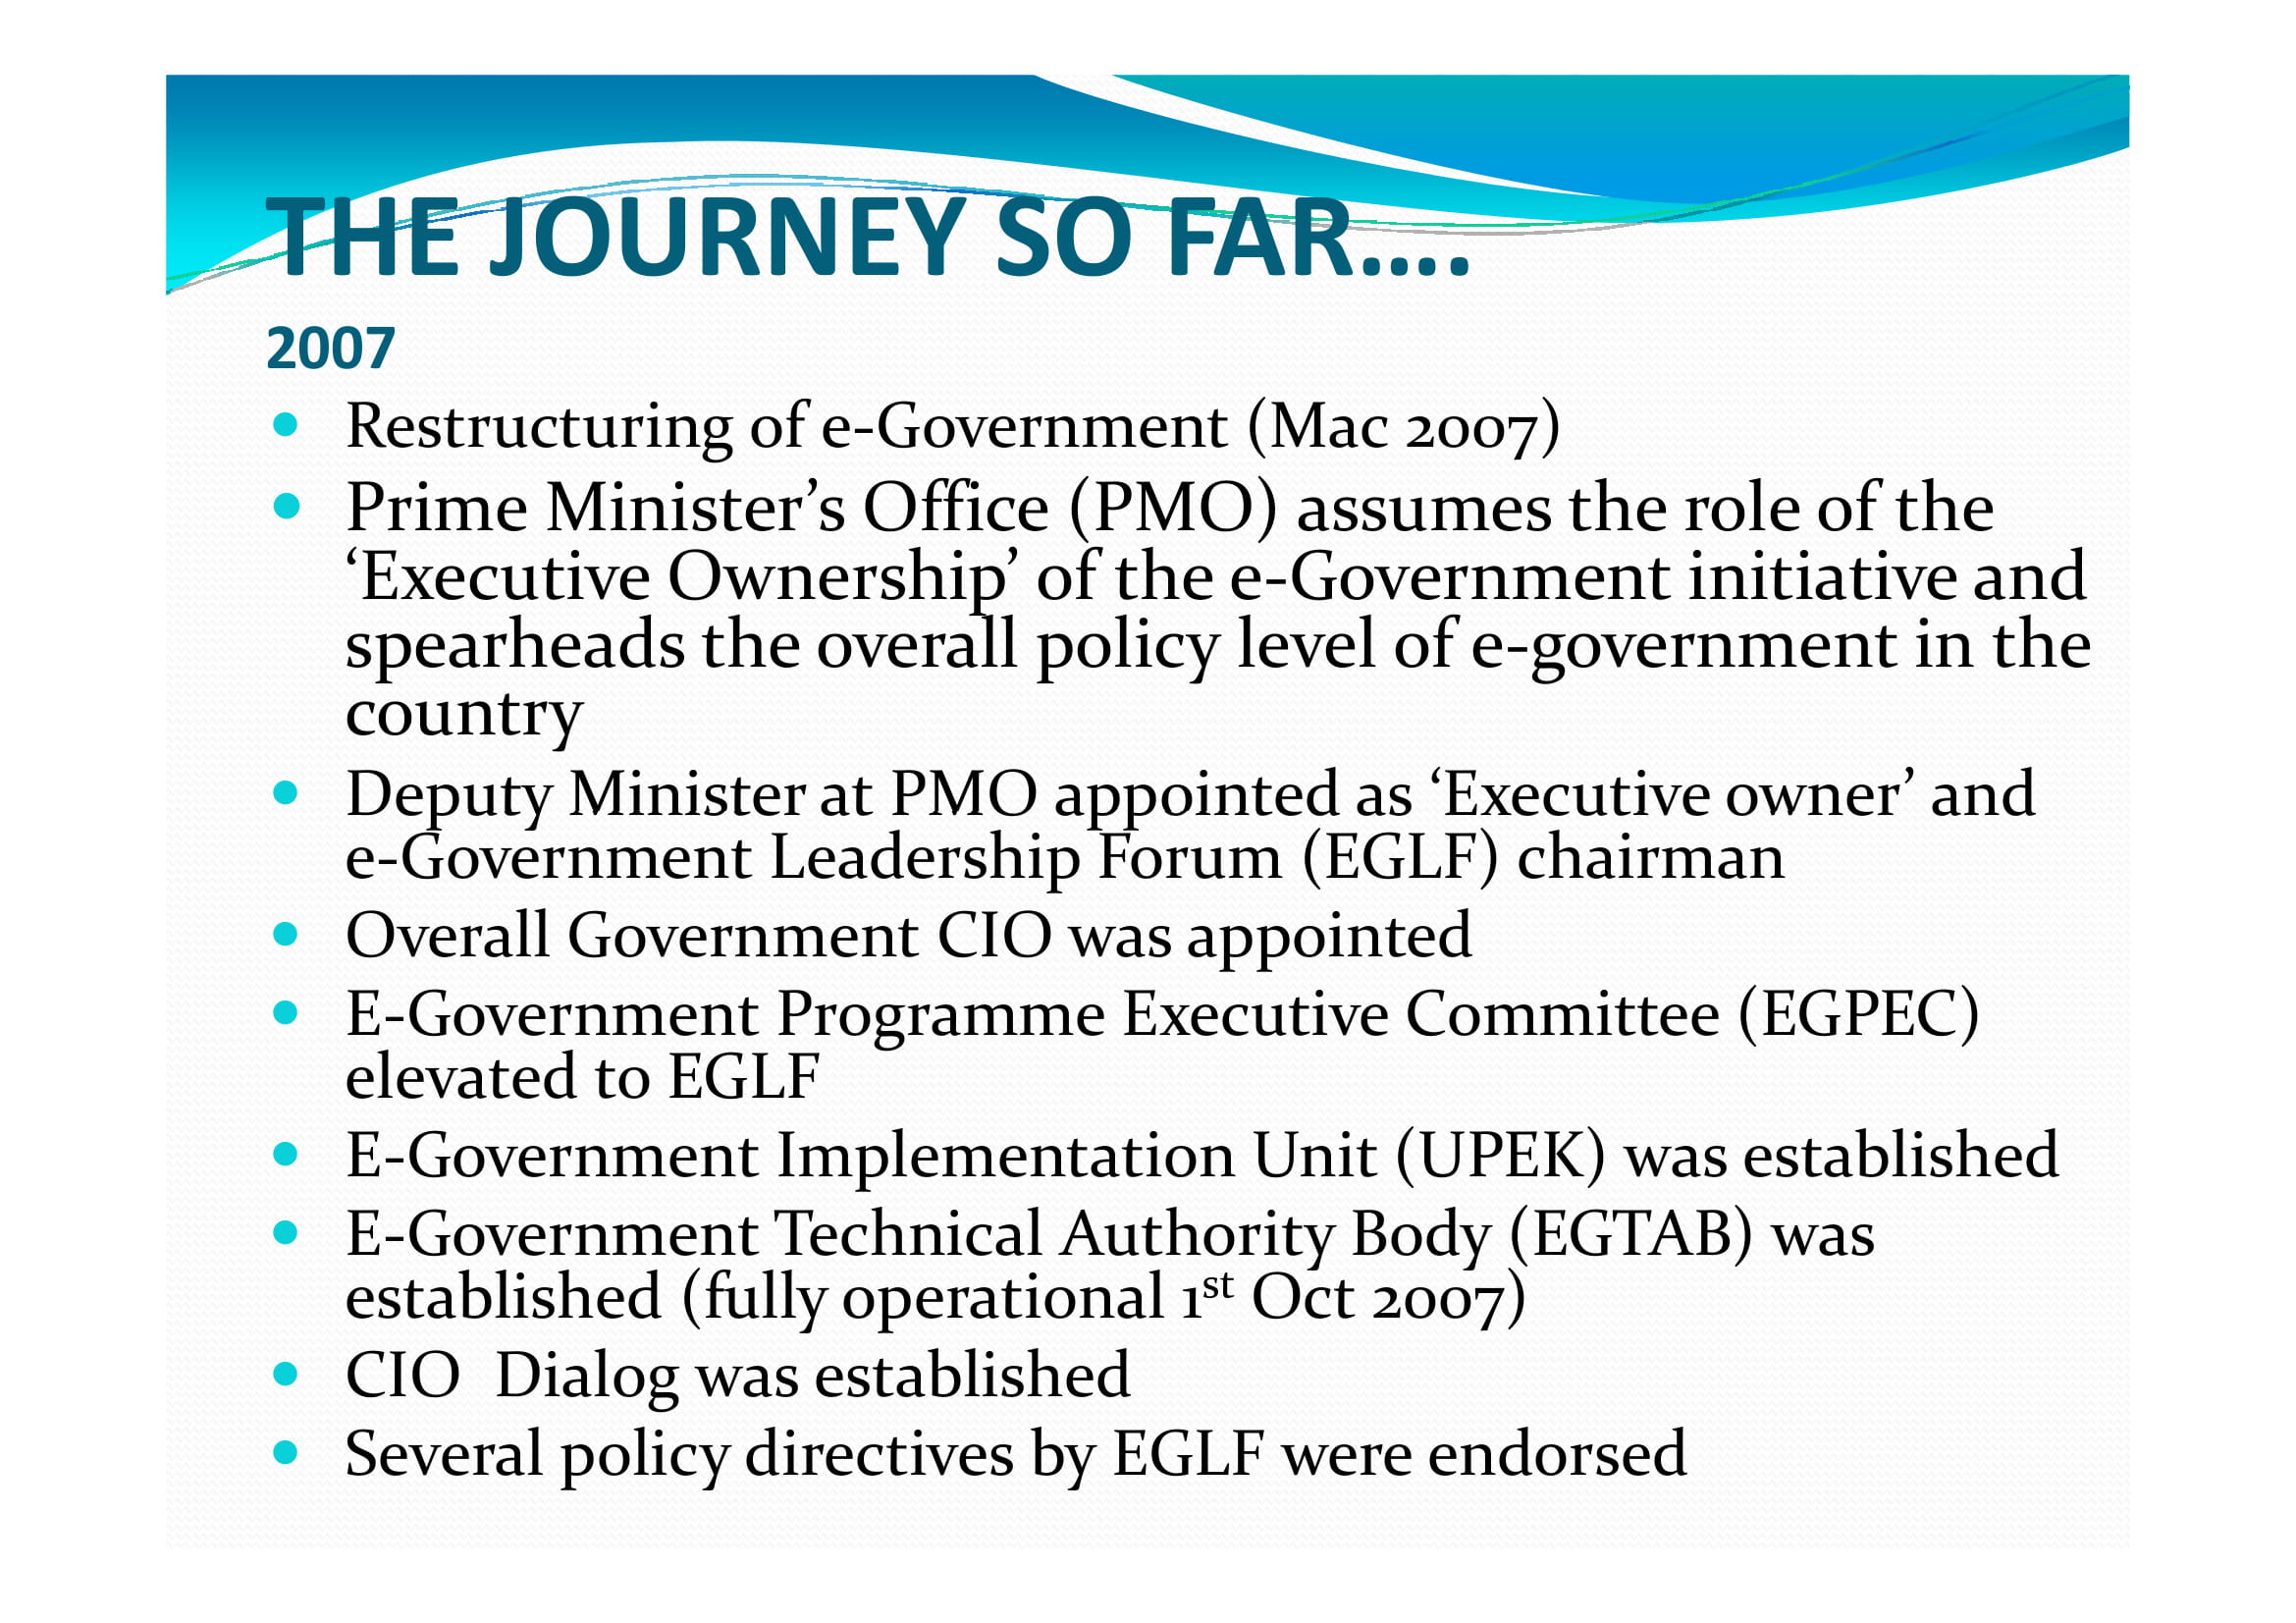 THE JOURNEY SO FAR....
2007
• Restructuring of e-Government (Mac 2007)
• Prime Minister’s Office (PMO) assumes the role of the
‘Executive Ownership’ of the e-Government initiative and
spearheads the overall policy level of e-government in the
country
• Deputy Minister at PMO appointed as ‘Executive owner’ and
e-Government Leadership Forum (EGLF) chairman
• Overall Government CIO was appointed
• E-Government Programme Executive Committee (EGPEC)
elevated to EGLF
• E-Government Implementation Unit (UPEK) was established
• E-Government Technical Authority Body (EGTAB) was
established (fully operational 1st Oct 2007)
• CIO  Dialog was established
• Several policy directives by EGLF were endorsed